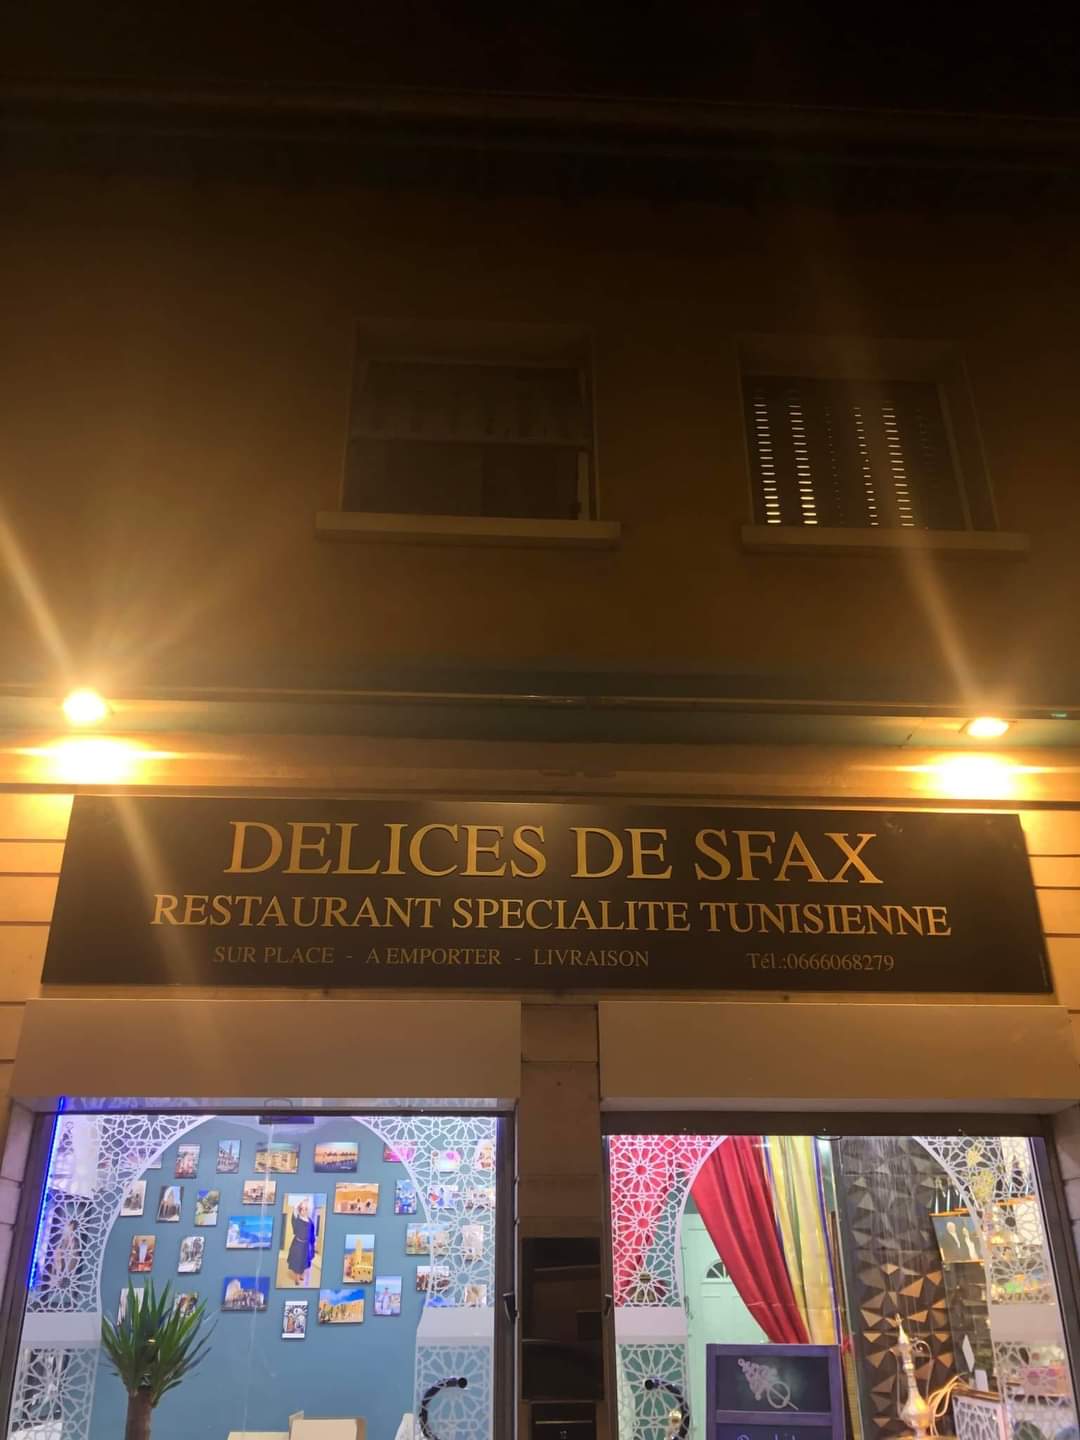 DELICES DE SFAX
RESTAURANT SPECIALITE TUNISIENNE
SUR PLACE - A EMPORTER - LIVRAISON Tél.:0666068279